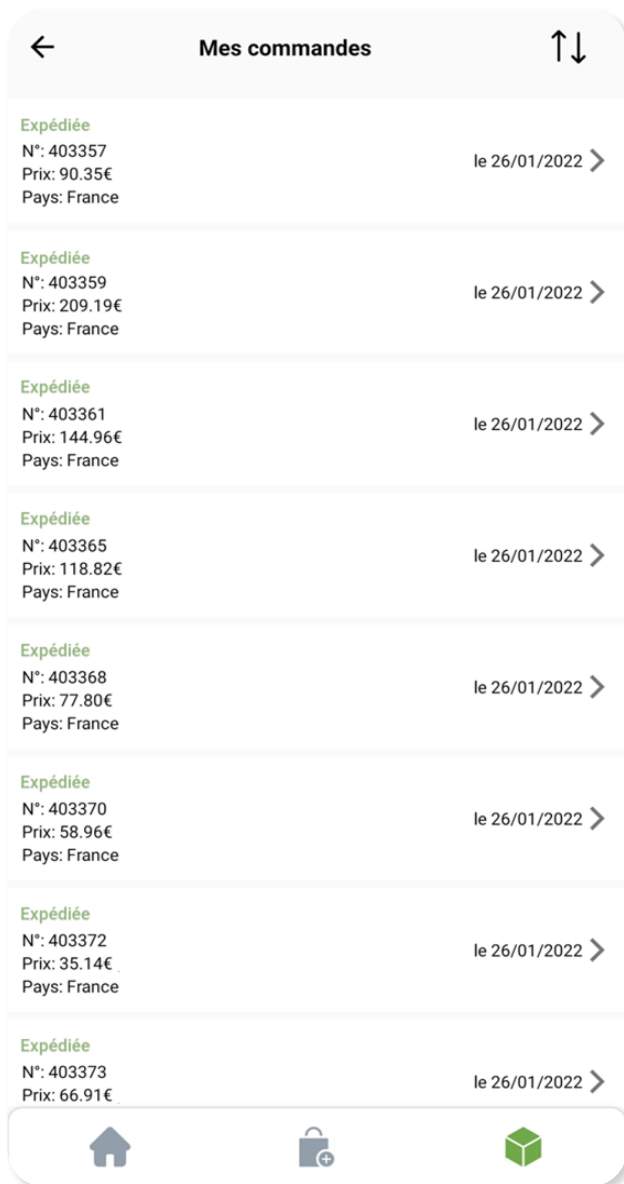 Mes commandes
Expédiée
N°: 403357
Prix: 90.35€
Pays: France
le 26/01/2022
Expédiée
N°: 403359
Prix: 209.19€
Pays: France
le 26/01/2022
Expédiée
N°: 403361
Prix: 144.96€
Pays: France
le 26/01/2022
Expédiée
N°: 403365
Prix: 118.82€
Pays: France
le 26/01/2022
Expédiée
N°: 403368
Prix: 77.80€
Pays: France
le 26/01/2022
Expédiée
N°: 403370
Prix: 58.96€
Pays: France
le 26/01/2022
Expédiée
N°: 403372
Prix: 35.14€
Pays: France
le 26/01/2022
Expédiée
N°: 403373
Prix: 66.91€
le 26/01/2022